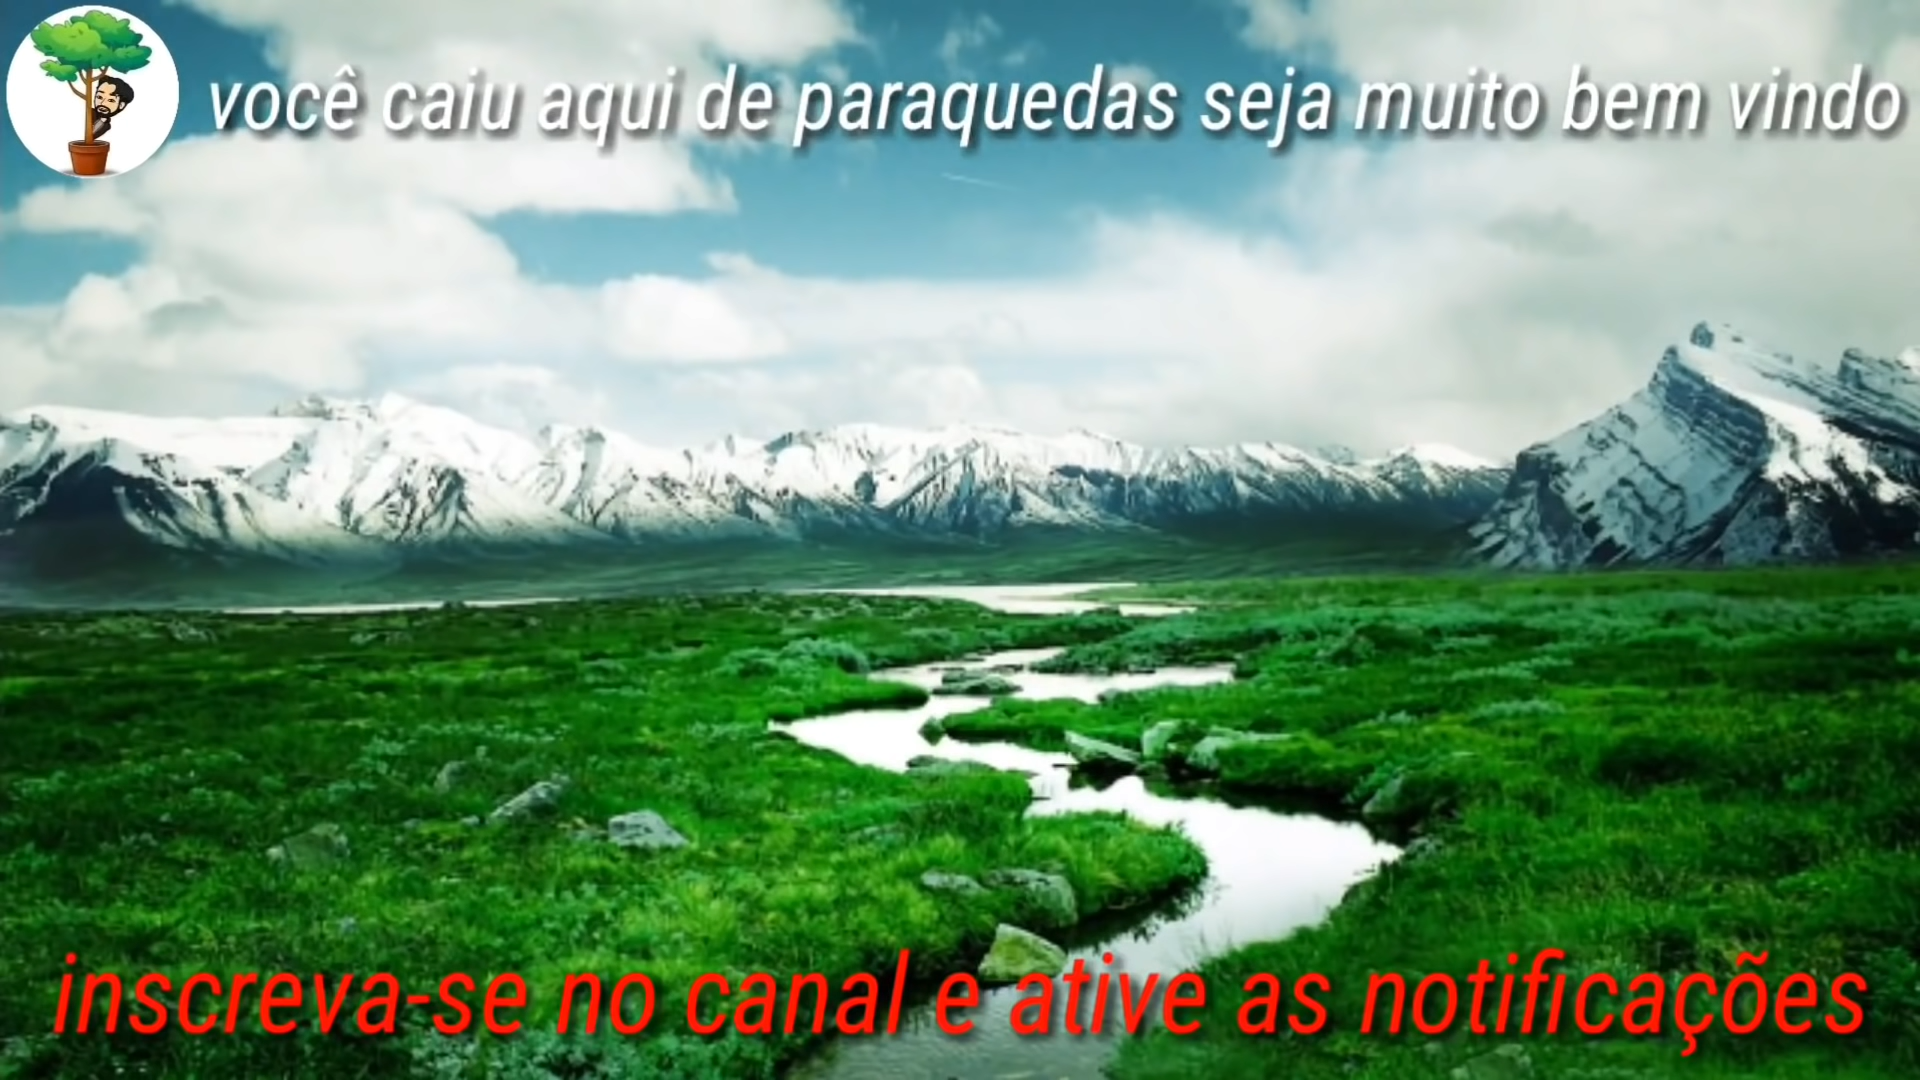 você caiu aqui de paraquedas seja muito bem vindo
inscreva-se no canal e ative as notificações